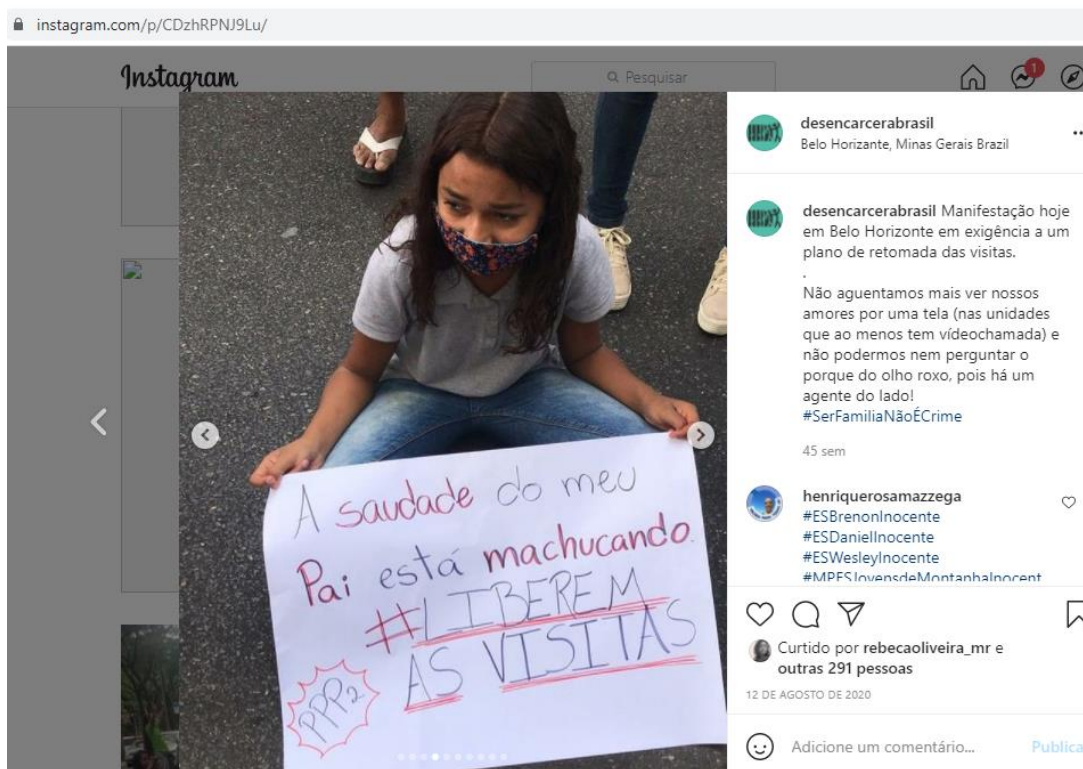 instagram.com/p/CDzhRPNJ9Lu/
Instagram
Pesquisar
1
A saudade do meu
Pai está machucando.
#LIBEREM
AS VISITAS
PPP2
desencarcerabrasil
Belo Horizante, Minas Gerais Brazil
desencarcerabrasil Manifestação hoje
em Belo Horizonte em exigência a um
plano de retomada das visitas.
.
Não aguentamos mais ver nossos
amores por uma tela (nas unidades
que ao menos tem vídeochamada) e
não podermos nem perguntar o
porque do olho roxo, pois há um
agente do lado!
#SerFamiliaNãoÉCrime
45 sem
henriquerosamazzega
#ESBrenonInocente
#ESDanielInocente
#ESWesleyInocente
#MPESJovensdeMontanhaInocent
Curtido por rebecaoliveira_mr e
outras 291 pessoas
12 DE AGOSTO DE 2020
Adicione um comentário... Publica